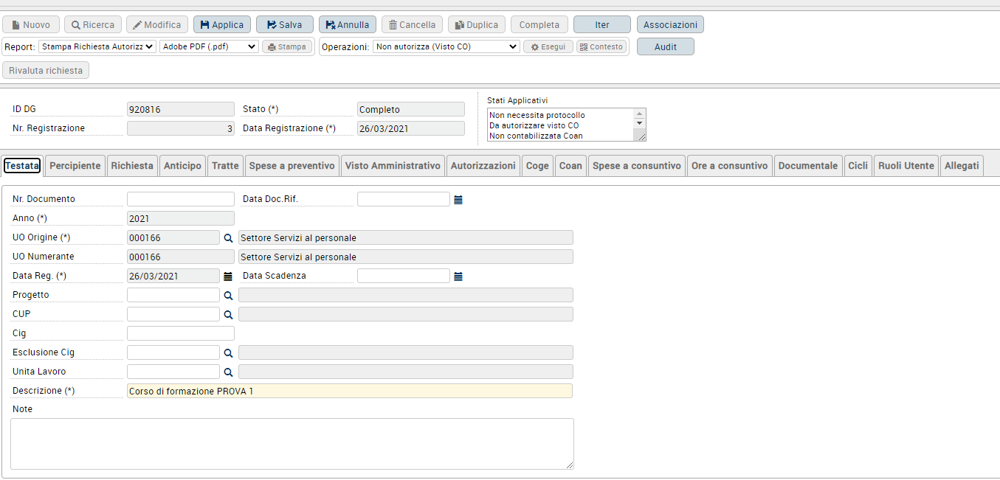 Nuovo Ricerca Modifica Applica Salva Annulla Cancella Duplica Completa Iter Associazioni
Report: Stampa Richiesta Autorizz Adobe PDF (.pdf) Stampa Operazioni: Non autorizza (Visto CO) Esegui Contesto Audit
Rivaluta richiesta
Stati Applicativi
ID DG 920816 Stato (*) Completo
Nr. Registrazione 3 Data Registrazione (*) 26/03/2021
Non necessita protocollo
Da autorizzare visto CO
Non contabilizzata Coan
Testata Percipiente Richiesta Anticipo Tratte Spese a preventivo Visto Amministrativo Autorizzazioni Coge Coan Spese a consuntivo Ore a consuntivo Documentale Cicli Ruoli Utente Allegati
Nr. Documento Data Doc.Rif.
Anno (*) 2021
UO Origine (*) 000166 Settore Servizi al personale
UO Numerante 000166 Settore Servizi al personale
Data Reg. (*) 26/03/2021 Data Scadenza
Progetto
CUP
Cig
Esclusione Cig
Unita Lavoro
Descrizione (*) Corso di formazione PROVA 1
Note